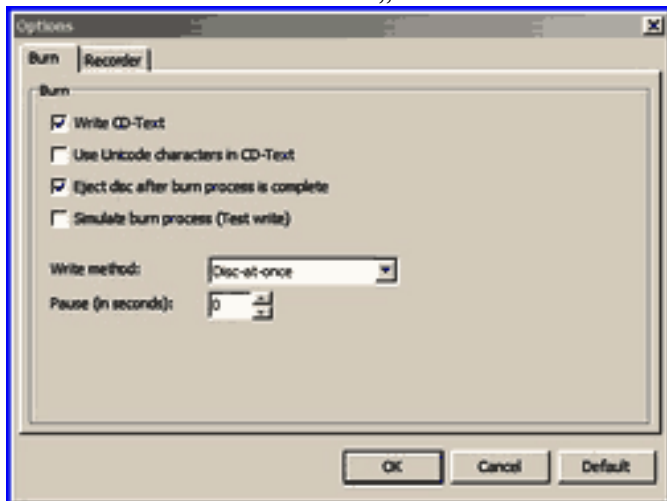 Options
Burn Recorder
Burn
Write CD-Text
Use Unicode characters in CD-Text
Eject disc after burn process is complete
Simulate burn process (Test write)
Write method: Disc-at-once
Pause (in seconds): 0
OK Cancel Default